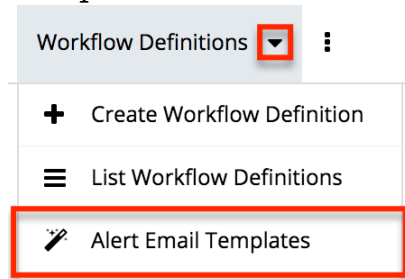 Workflow Definitions
Create Workflow Definition
List Workflow Definitions
Alert Email Templates